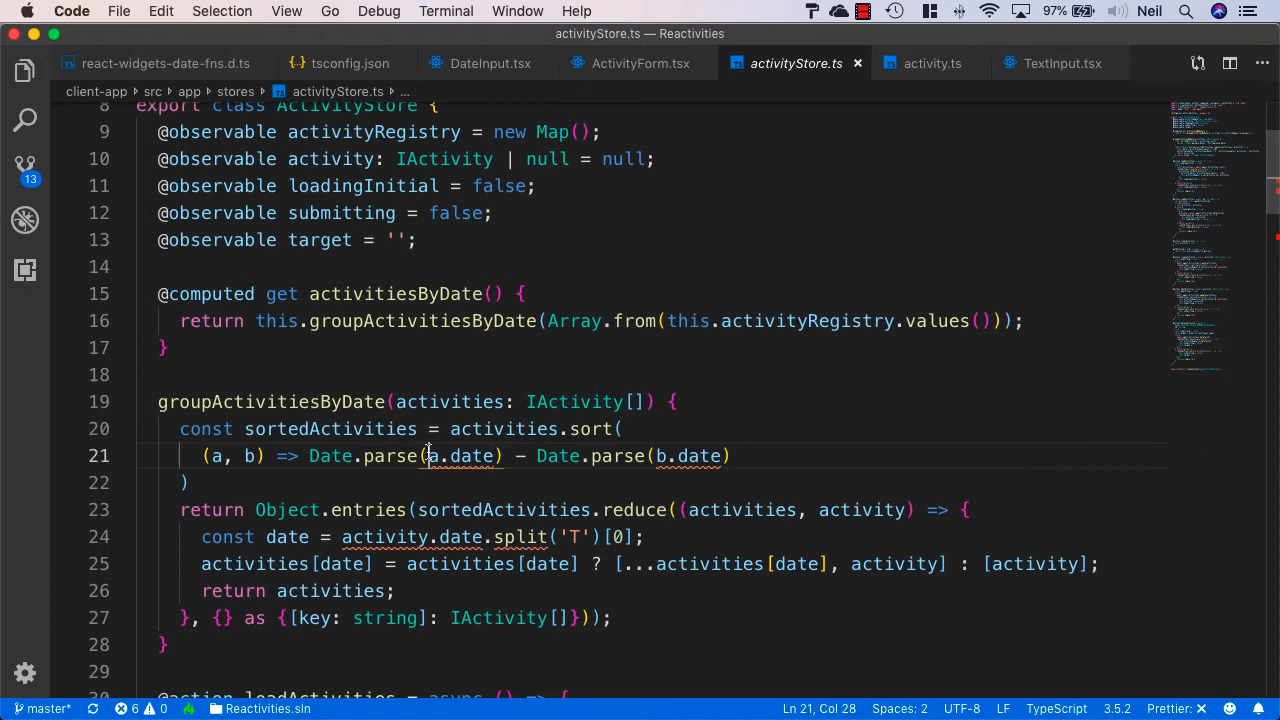 Code File Edit Selection View Go Debug Terminal Window Help 97% Neil
activityStore.ts — Reactivities
react-widgets-date-fns.d.ts tsconfig.json DateInput.tsx ActivityForm.tsx activityStore.ts activity.ts TextInput.tsx
client-app src app stores activityStore.ts ...
8 export class ActivityStore {
9 @observable activityRegistry = new Map();
10 @observable activity: IActivity null = null;
11 @observable loadingInitial = false;
12 @observable submitting = false;
13 @observable target = '';
14
15 @computed get activitiesByDate() {
16 return this.groupActivitiesByDate(Array.from(this.activityRegistry.values()));
17 }
18
19 groupActivitiesByDate(activities: IActivity[]) {
20 const sortedActivities = activities.sort(
21 (a, b) => Date.parse(a.date) - Date.parse(b.date)
22 )
23 return Object.entries(sortedActivities.reduce((activities, activity) => {
24 const date = activity.date.split('T')[0];
25 activities[date] = activities[date] ? [...activities[date], activity] : [activity];
26 return activities;
27 }, {} as {[key: string]: IActivity[]}));
28 }
29
30 @action loadActivities = async () => {
13
master* 6 0 Reactivities.sln Ln 21, Col 28 Spaces: 2 UTF-8 LF TypeScript 3.5.2 Prettier: ×